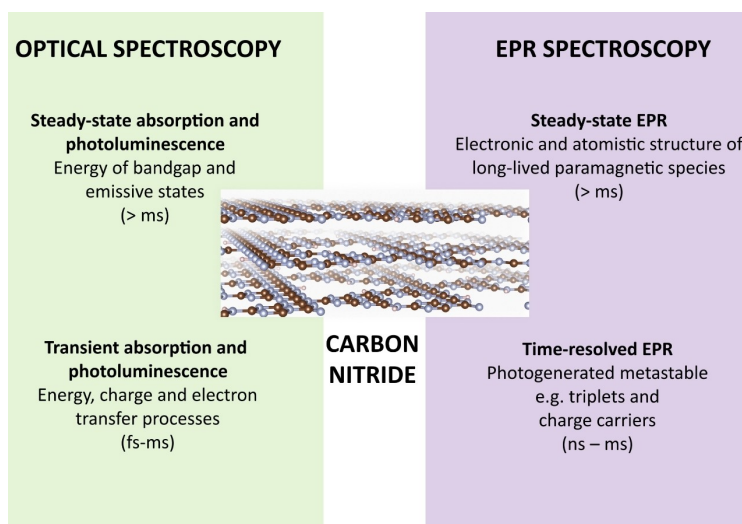 OPTICAL SPECTROSCOPY
Steady-state absorption and
photoluminescence
Energy of bandgap and
emissive states
(> ms)
Transient absorption and
photoluminescence
Energy, charge and electron
transfer processes
(fs-ms)
CARBON
NITRIDE
EPR SPECTROSCOPY
Steady-state EPR
Electronic and atomistic structure of
long-lived paramagnetic species
(> ms)
Time-resolved EPR
Photogenerated metastable
e.g. triplets and
charge carriers
(ns – ms)